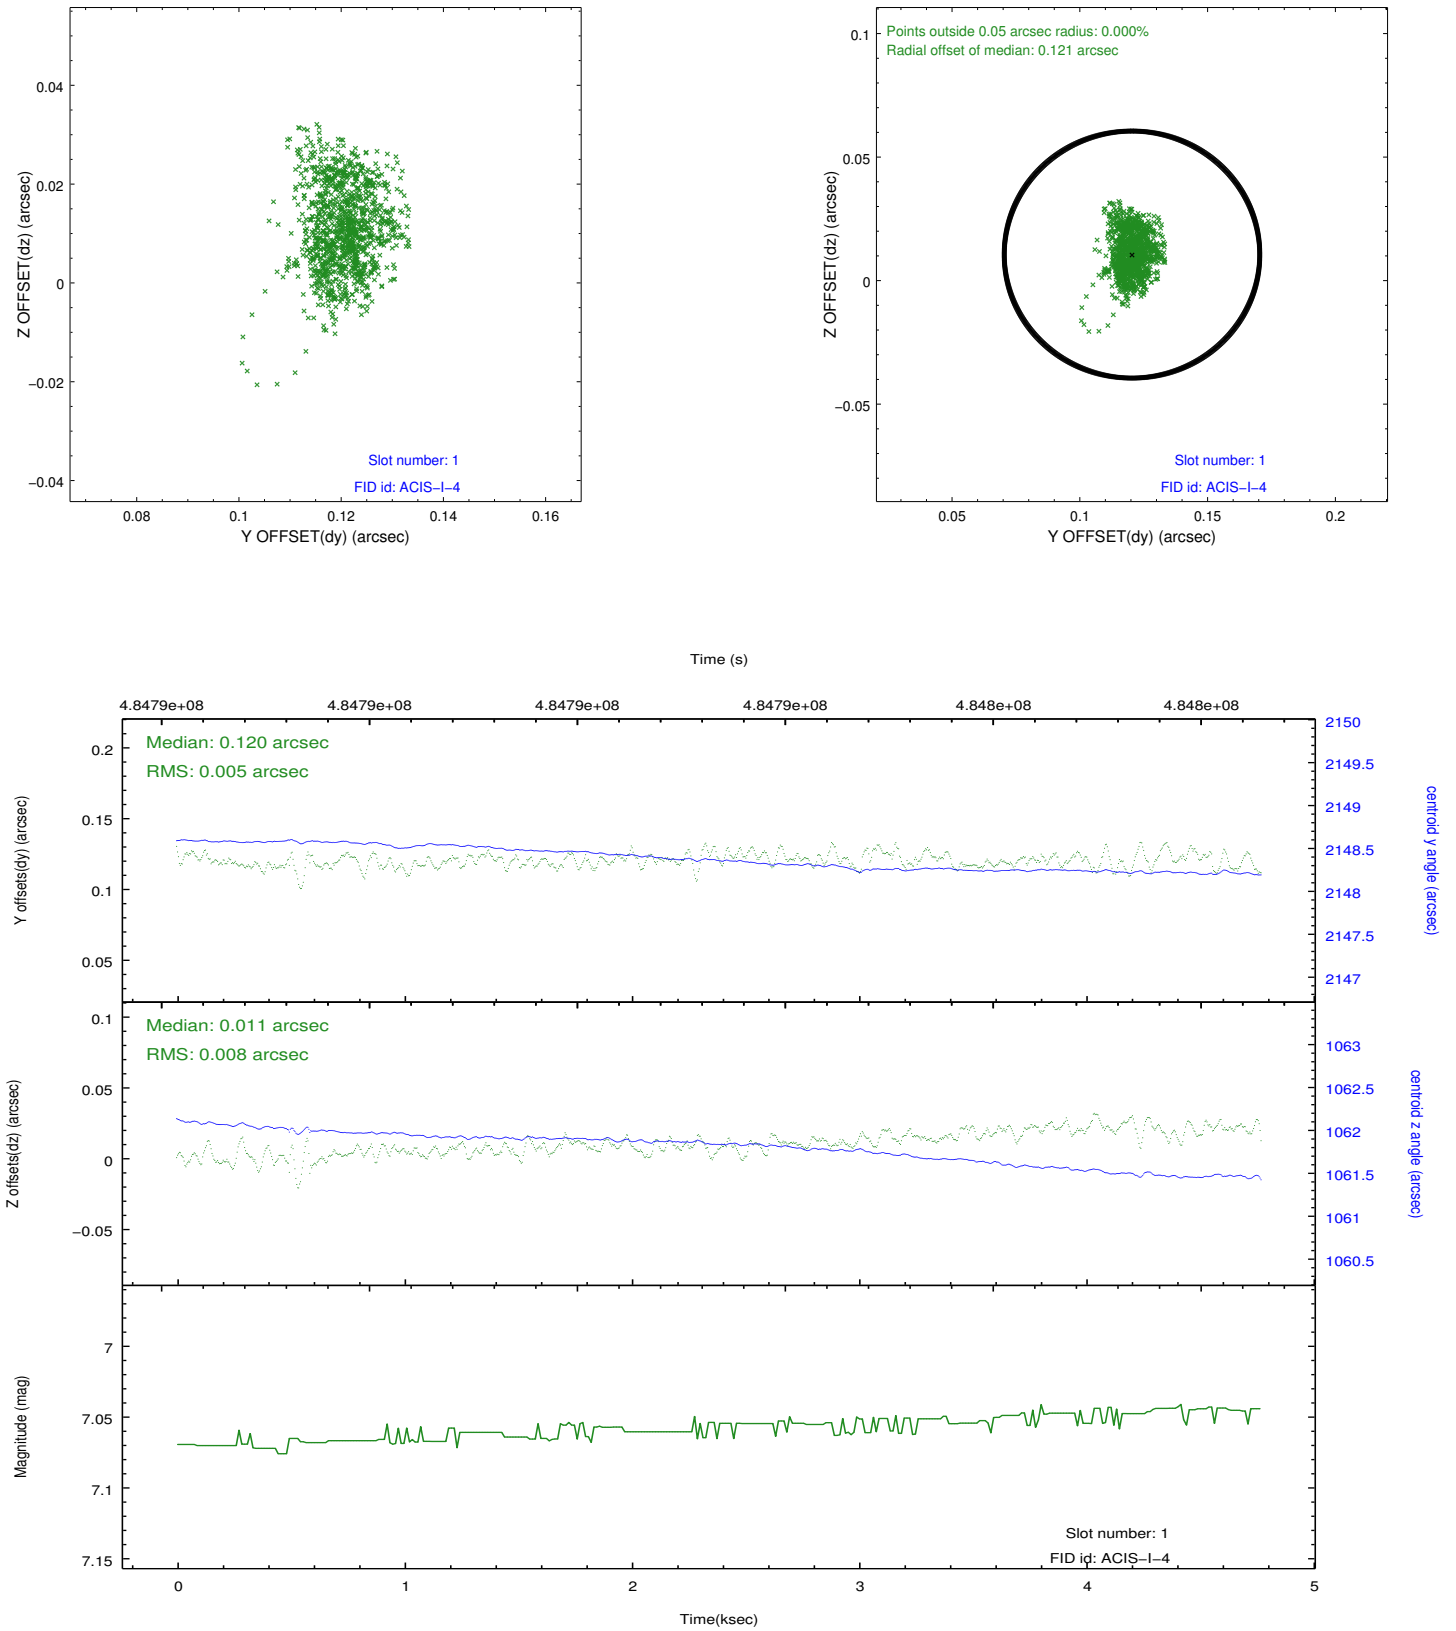 0.04
0.02
0
−0.02
−0.04
Z OFFSET(dz) (arcsec)
Slot number: 1
FID id: ACIS−I−4
0.08 0.1 0.12 0.14 0.16
Y OFFSET(dy) (arcsec)
Points outside 0.05 arcsec radius: 0.000%
Radial offset of median: 0.121 arcsec
0.1
0.05
0
−0.05
Z OFFSET(dz) (arcsec)
Slot number: 1
FID id: ACIS−I−4
0.05 0.1 0.15 0.2
Y OFFSET(dy) (arcsec)
Time (s)
4.8479e+08 4.8479e+08 4.8479e+08 4.8479e+08 4.848e+08 4.848e+08
Median: 0.120 arcsec
RMS: 0.005 arcsec
0.2
0.15
0.1
0.05
Y offsets(dy) (arcsec)
2150
2149.5
2149
2148.5
2148
2147.5
2147
centroid y angle (arcsec)
Median: 0.011 arcsec
RMS: 0.008 arcsec
0.1
0.05
0
−0.05
Z offsets(dz) (arcsec)
1063
1062.5
1062
1061.5
1061
1060.5
centroid z angle (arcsec)
7
7.05
7.1
7.15
Magnitude (mag)
Slot number: 1
FID id: ACIS−I−4
0 1 2 3 4 5
Time(ksec)